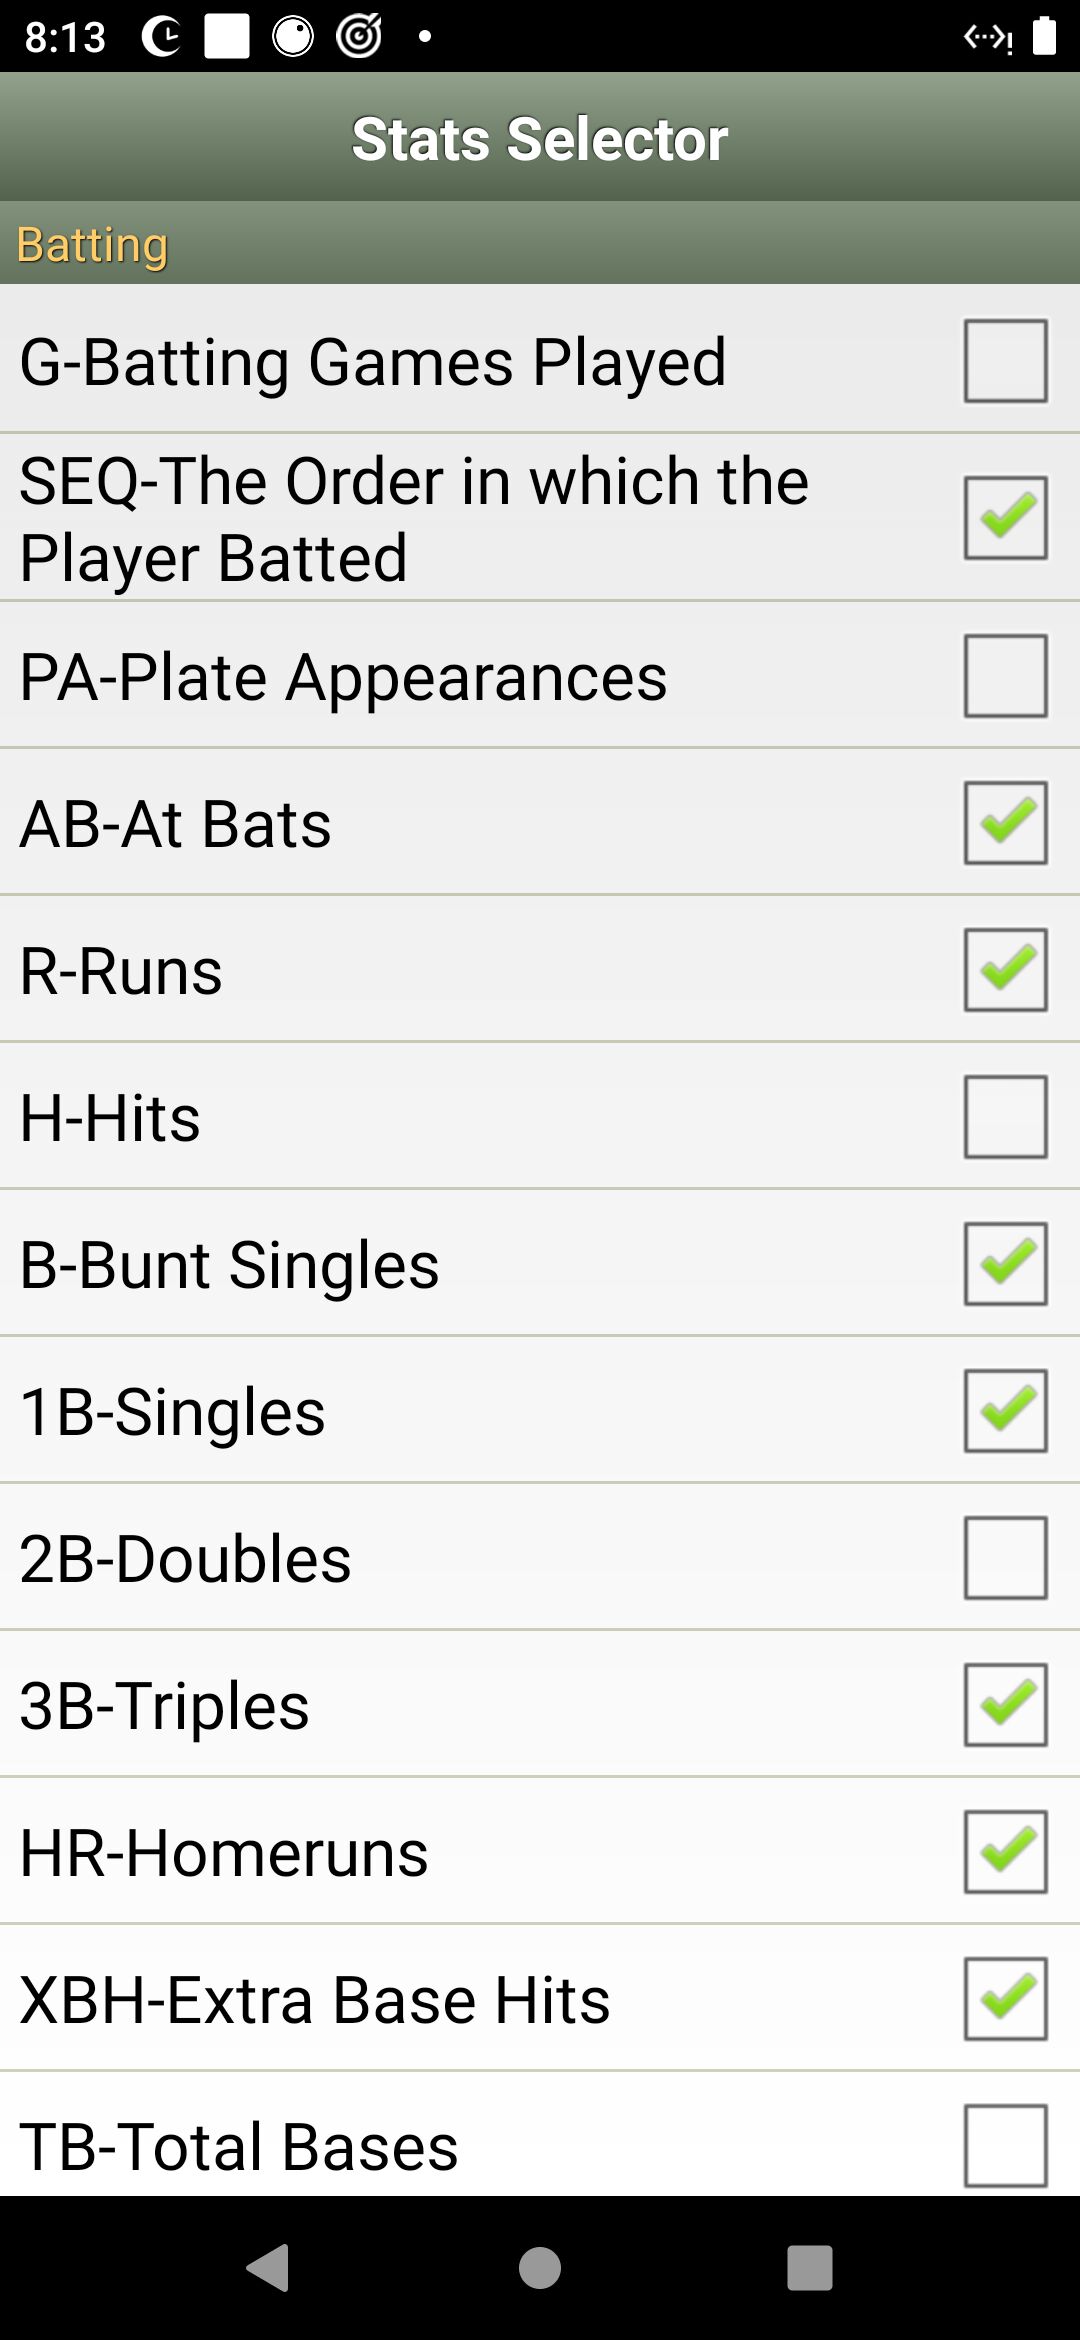 8:13
Stats Selector
Batting
G-Batting Games Played
SEQ-The Order in which the
Player Batted
PA-Plate Appearances
AB-At Bats
R-Runs
H-Hits
B-Bunt Singles
1B-Singles
2B-Doubles
3B-Triples
HR-Homeruns
XBH-Extra Base Hits
TB-Total Bases